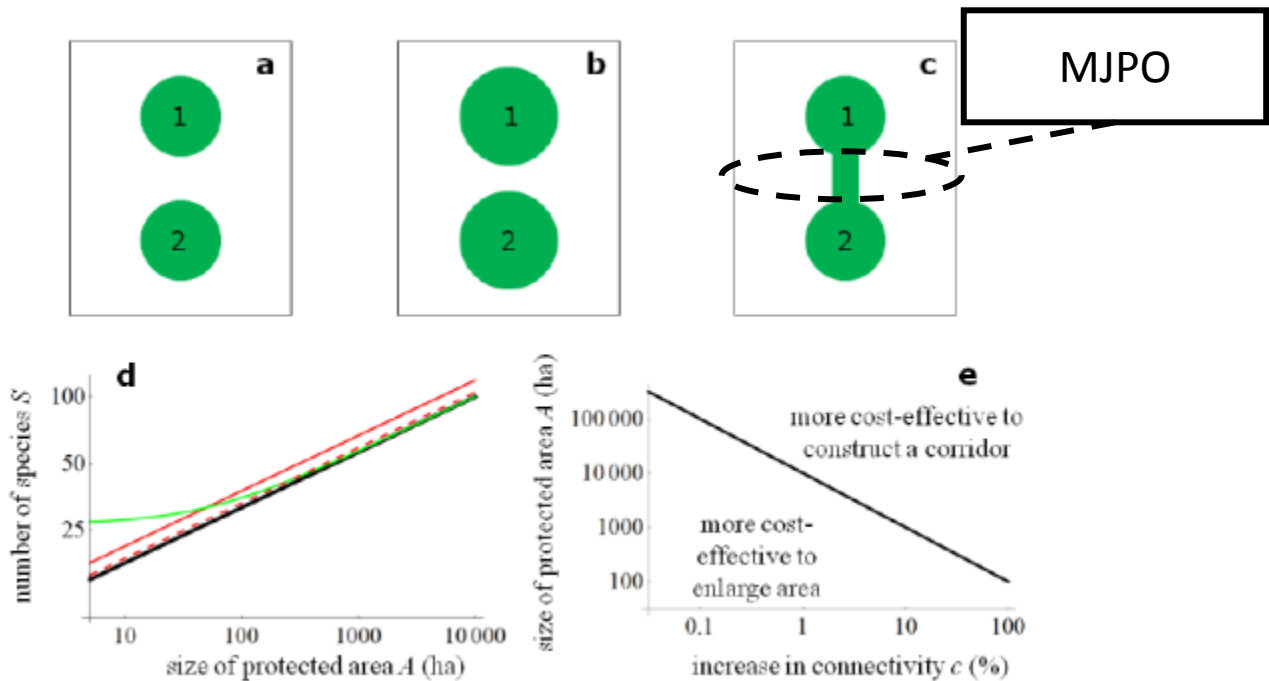 a
b
c
MJPO
1
2
1
2
1
2
d
number of species S
100
50
25
10
100
1000
10 000
size of protected area A (ha)
e
size of protected area A (ha)
100 000
10 000
1000
100
more cost-effective to
construct a corridor
more cost-
effective to
enlarge area
0.1
1
10
100
increase in connectivity c (%)